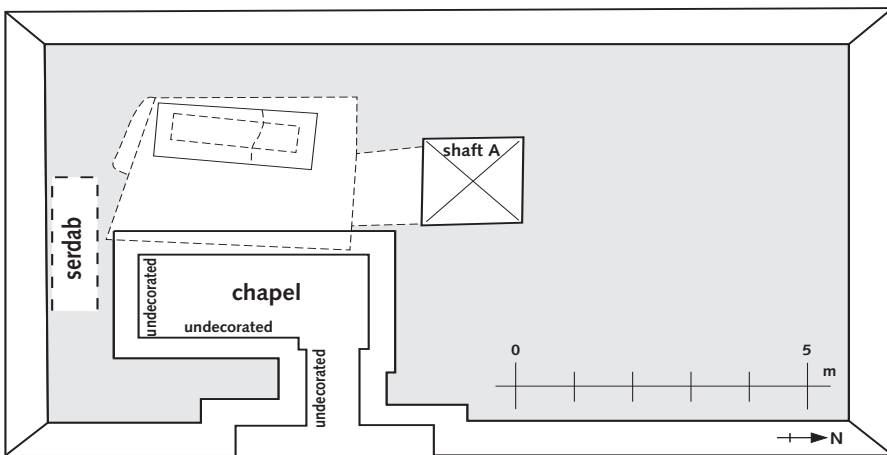 shaft A
serdab
undecorated
chapel
undecorated
undecorated
0
5
m
N